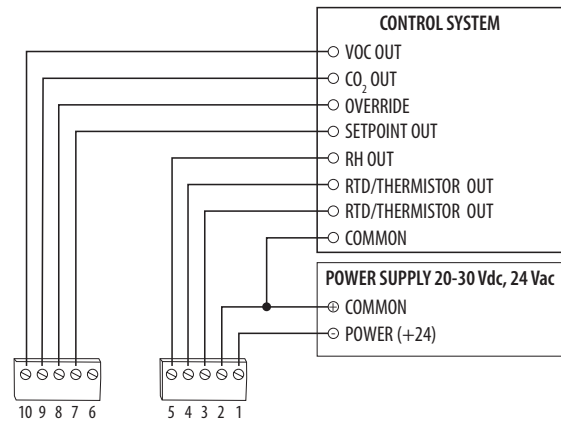 CONTROL SYSTEM
VOC OUT
CO2 OUT
OVERRIDE
SETPOINT OUT
RH OUT
RTD/THERMISTOR OUT
RTD/THERMISTOR OUT
COMMON
POWER SUPPLY 20-30 Vdc, 24 Vac
+ COMMON
- POWER (+24)
10 9 8 7 6
5 4 3 2 1